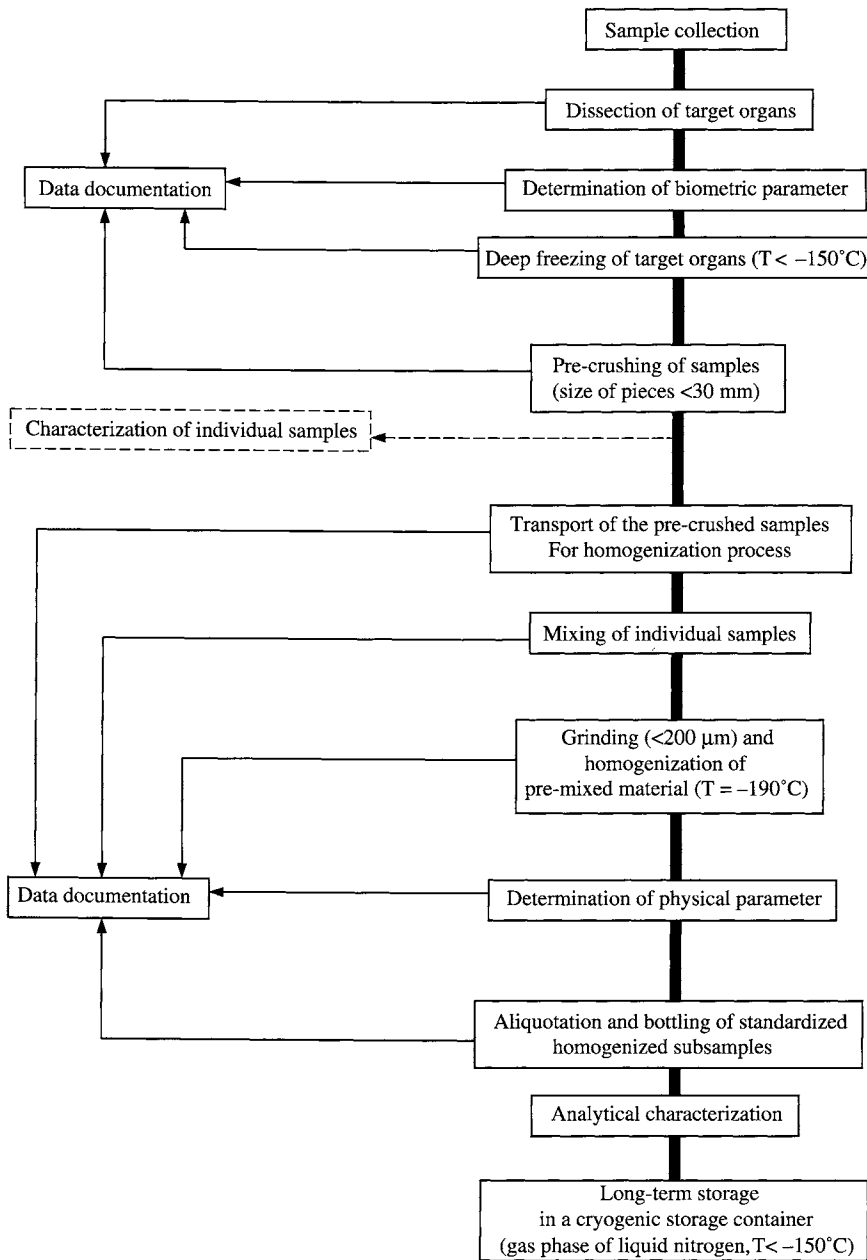 Sample collection
Dissection of target organs
Data documentation
Determination of biometric parameter
Deep freezing of target organs (T < –150°C)
Pre-crushing of samples
(size of pieces <30 mm)
Characterization of individual samples
Transport of the pre-crushed samples
For homogenization process
Mixing of individual samples
Grinding (<200 μm) and
homogenization of
pre-mixed material (T = –190°C)
Data documentation
Determination of physical parameter
Aliquotation and bottling of standardized
homogenized subsamples
Analytical characterization
Long-term storage
in a cryogenic storage container
(gas phase of liquid nitrogen, T< –150°C)